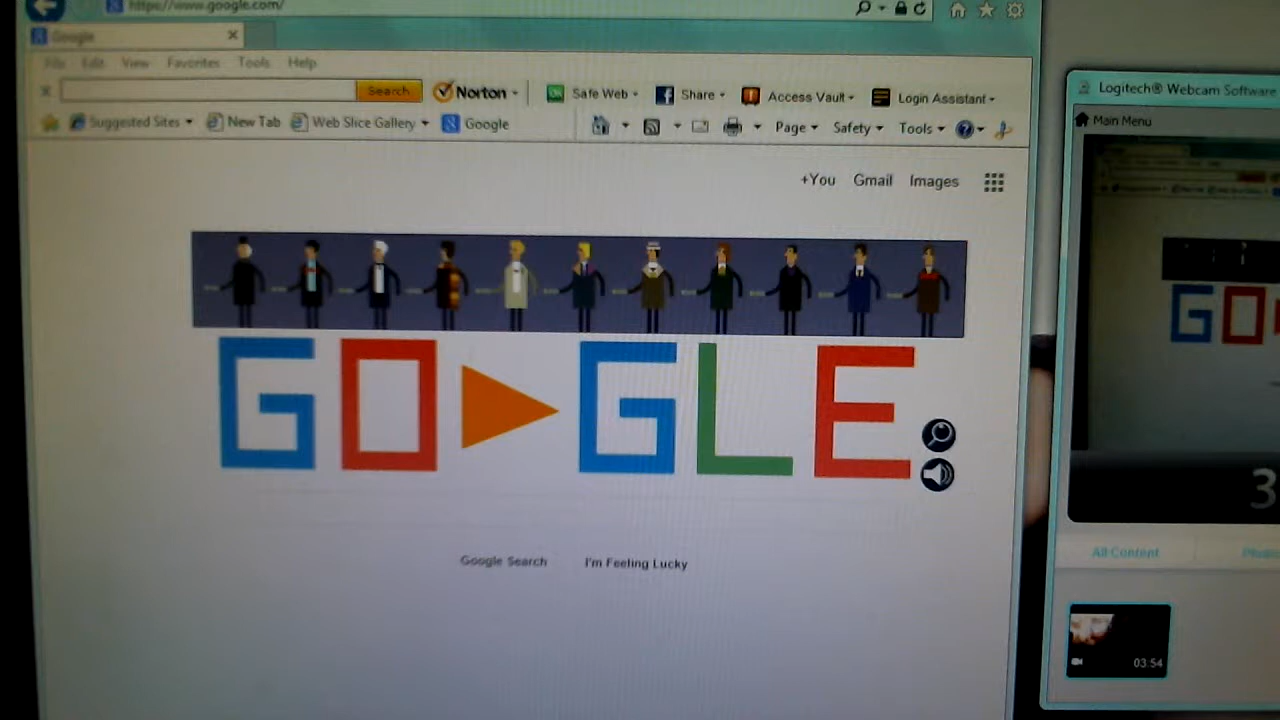 https://www.google.com/
Google
File Edit View Favorites Tools Help
Search Norton Safe Web Share Access Vault Login Assistant
Suggested Sites New Tab Web Slice Gallery Google Page Safety Tools
+You Gmail Images
GO GLE
Google Search I'm Feeling Lucky
Logitech® Webcam Software
Main Menu
GO
3
All Content
03:54